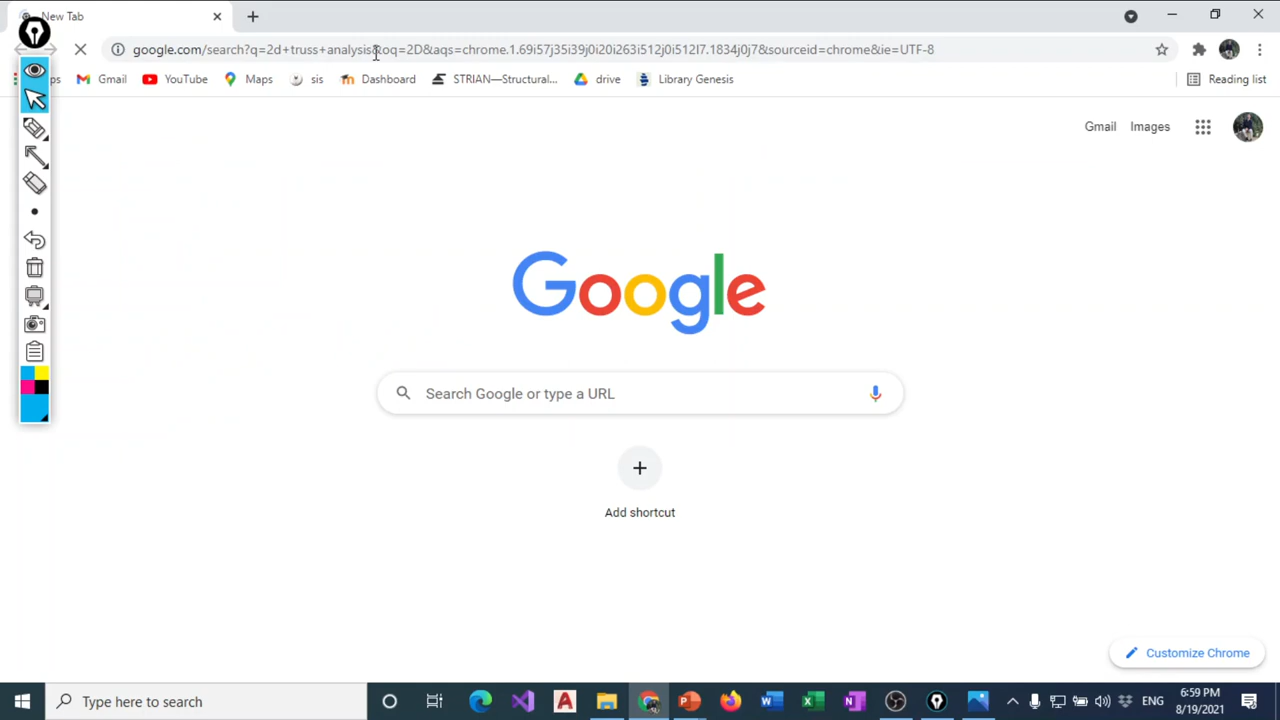 New Tab
google.com/search?q=2d+truss+analysis&oq=2D&aqs=chrome.1.69i57j35i39j0i20i263i512j0i512l7.1834j0j7&sourceid=chrome&ie=UTF-8
Gmail YouTube Maps sis Dashboard STRIAN—Structural... drive Library Genesis Reading list
Gmail Images
Google
Search Google or type a URL
Add shortcut
Customize Chrome
Type here to search
ENG
6:59 PM
8/19/2021